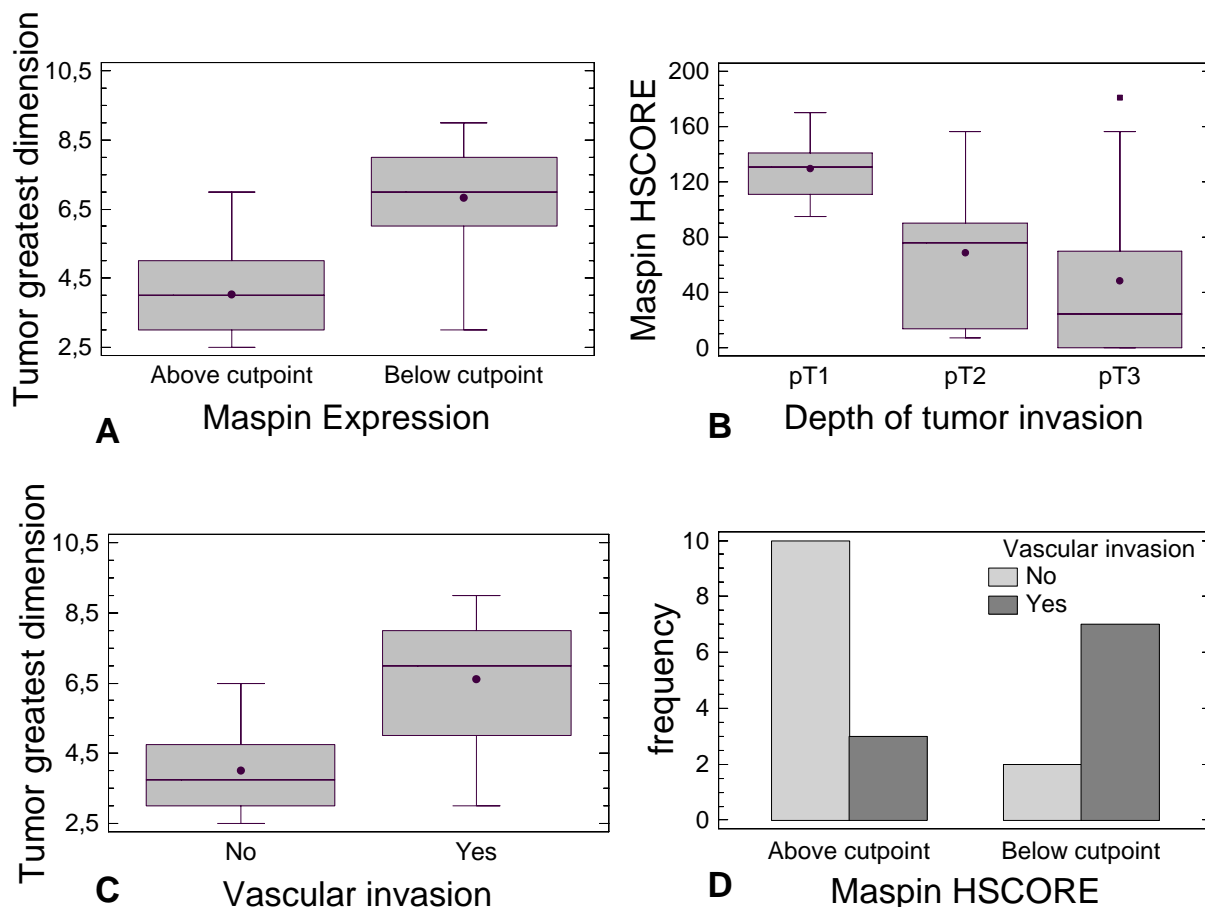 Tumor greatest dimension
10,5
8,5
6,5
4,5
2,5
Above cutpoint
Below cutpoint
Maspin Expression
A
Maspin HSCORE
200
160
120
80
40
0
pT1
pT2
pT3
Depth of tumor invasion
B
Tumor greatest dimension
10,5
8,5
6,5
4,5
2,5
No
Yes
Vascular invasion
C
frequency
10
8
6
4
2
0
Vascular invasion
No
Yes
Above cutpoint
Below cutpoint
Maspin HSCORE
D